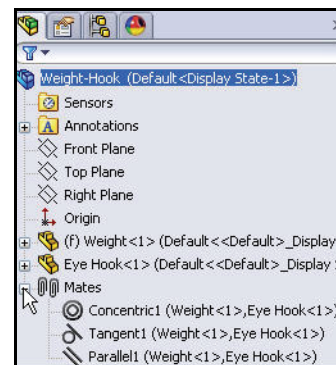 Weight-Hook (Default<Display State-1>)
Sensors
A Annotations
Front Plane
Top Plane
Right Plane
Origin
(f) Weight<1> (Default<<Default>_Display
Eye Hook<1> (Default<<Default>_Display
Mates
Concentric1 (Weight<1>,Eye Hook<1>)
Tangent1 (Weight<1>,Eye Hook<1>)
Parallel1 (Weight<1>,Eye Hook<1>)